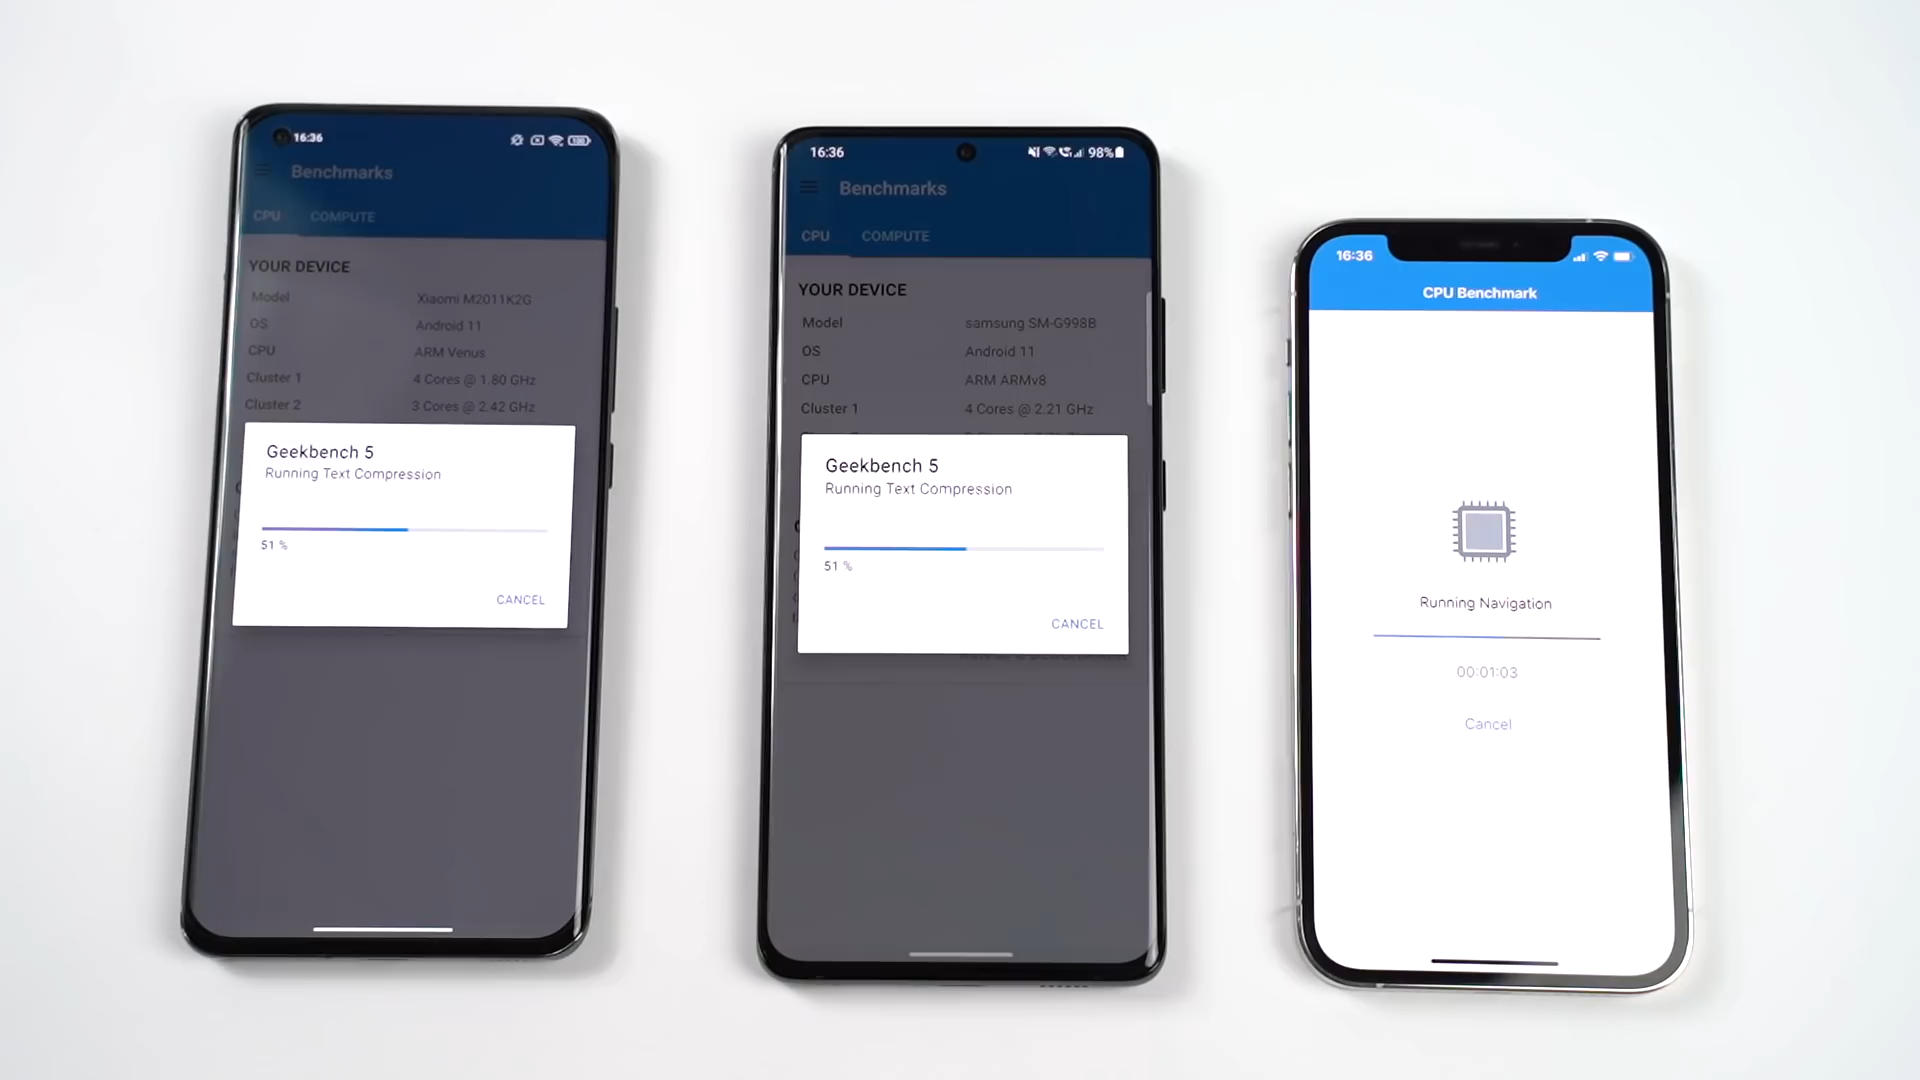 16:36
Benchmarks
CPU COMPUTE
YOUR DEVICE
Model Xiaomi M2011K2G
OS Android 11
CPU ARM Venus
Cluster 1 4 Cores @ 1.80 GHz
Cluster 2 3 Cores @ 2.42 GHz
Geekbench 5
Running Text Compression
51 %
CANCEL
16:36 98%
Benchmarks
CPU COMPUTE
YOUR DEVICE
Model samsung SM-G998B
OS Android 11
CPU ARM ARMv8
Cluster 1 4 Cores @ 2.21 GHz
Geekbench 5
Running Text Compression
51 %
CANCEL
16:36
CPU Benchmark
Running Navigation
00:01:03
Cancel